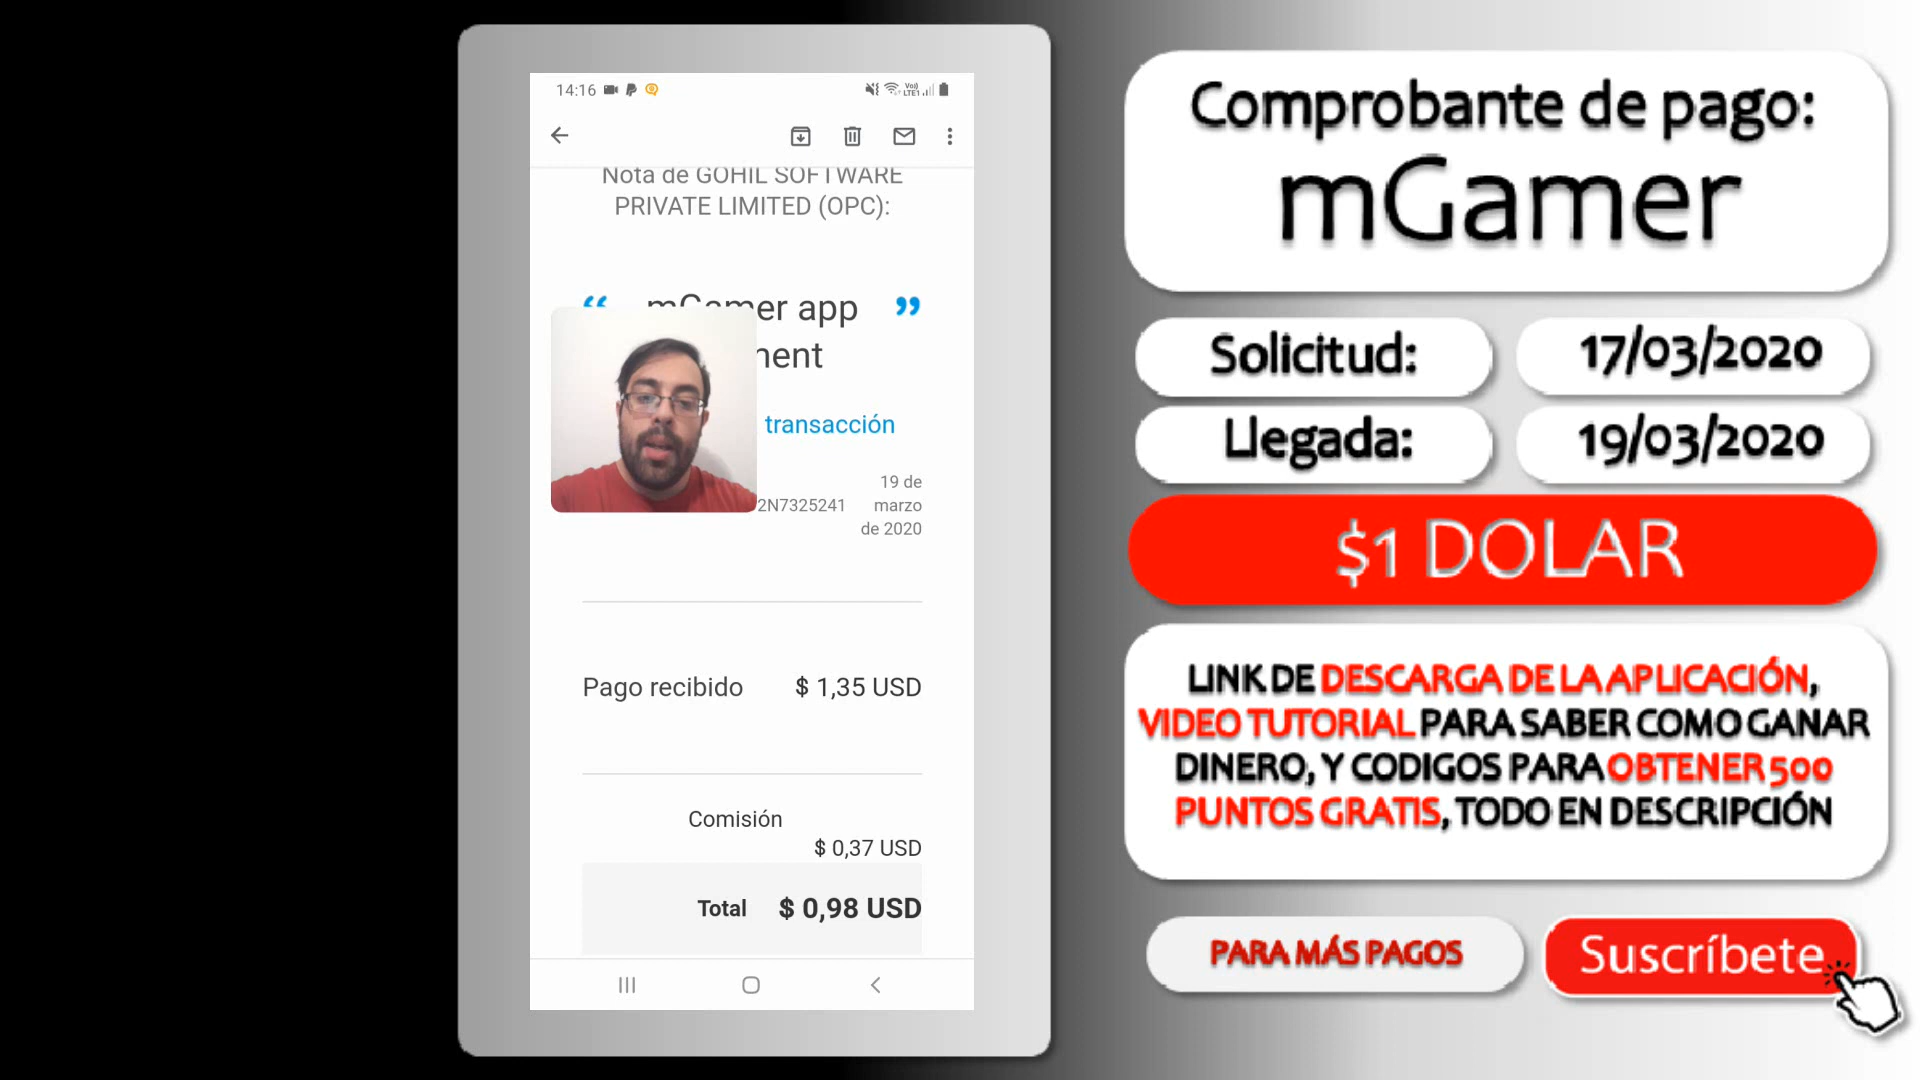 14:16
Nota de GOHIL SOFTWARE
PRIVATE LIMITED (OPC):
“ mGamer app ”
ment
transacción
2N7325241
19 de
marzo
de 2020
Pago recibido $ 1,35 USD
Comisión
$ 0,37 USD
Total $ 0,98 USD
Comprobante de pago:
mGamer
Solicitud: 17/03/2020
Llegada: 19/03/2020
$1 DOLAR
LINK DE DESCARGA DE LA APLICACIÓN,
VIDEO TUTORIAL PARA SABER COMO GANAR
DINERO, Y CODIGOS PARA OBTENER 500
PUNTOS GRATIS, TODO EN DESCRIPCIÓN
PARA MÁS PAGOS
Suscríbete